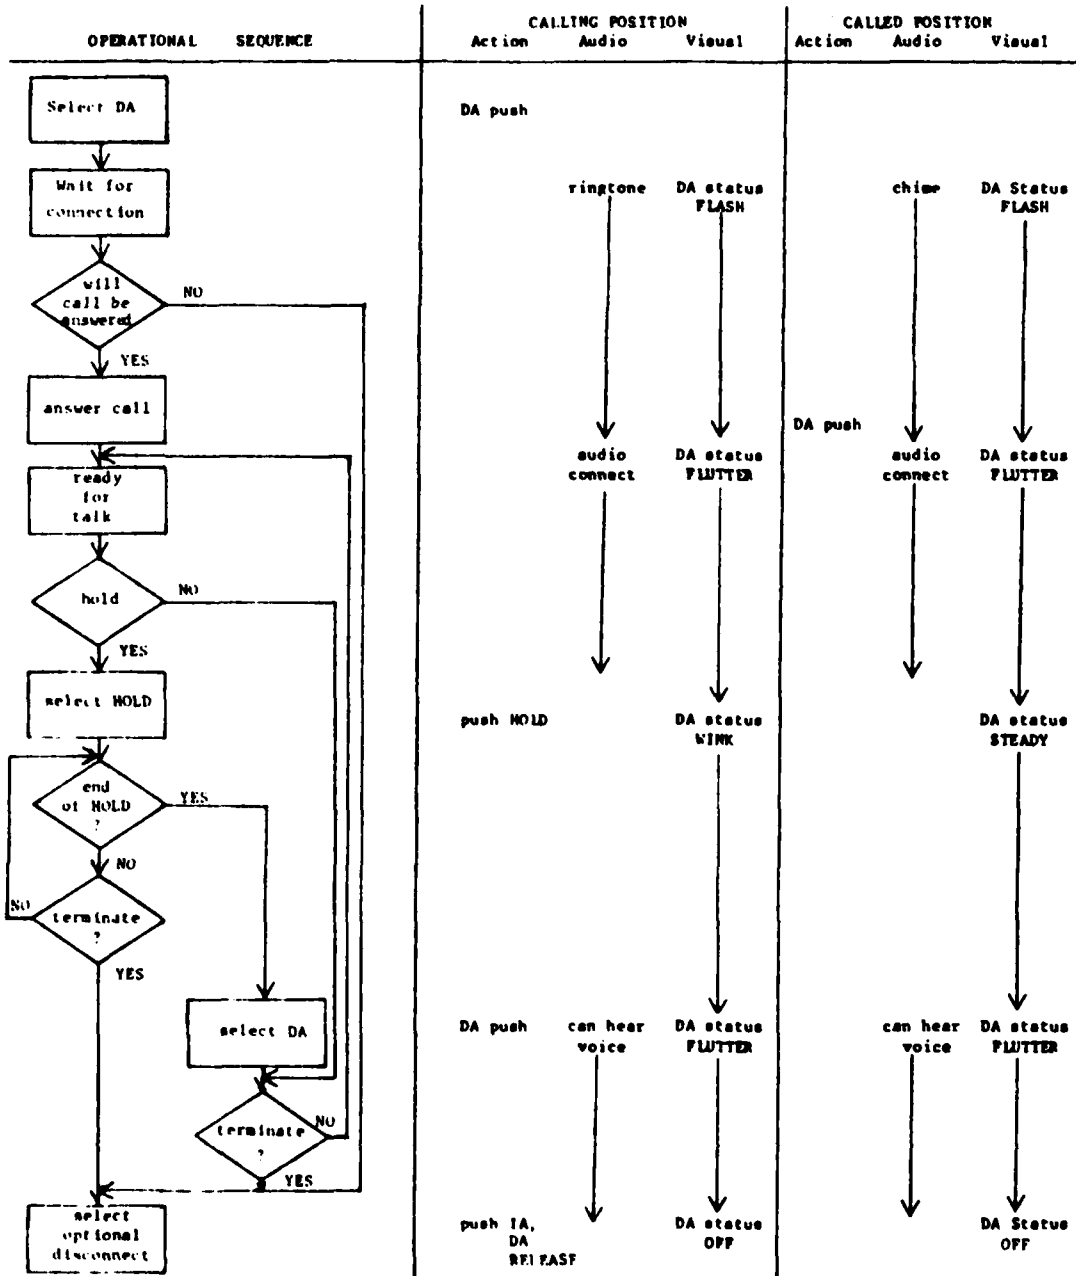 CALLING POSITION CALLED POSITION
OPERATIONAL SEQUENCE Action Audio Visual Action Audio Visual
Select DA DA push
Wait for
connection
ringtone DA status chime DA Status
FLASH FLASH
will
call be
answered
NO
YES
answer call
DA push
audio DA status audio DA status
connect FLUTTER connect FLUTTER
ready
for
talk
hold
NO
YES
select HOLD
push HOLD DA status DA status
WINK STEADY
end
of HOLD
?
YES
NO
NO
terminate
?
YES
select DA
DA push can hear DA status can hear DA status
voice FLUTTER voice FLUTTER
terminate
?
NO
YES
select
optional
disconnect
push IA, DA status DA Status
DA OFF OFF
RELEASE